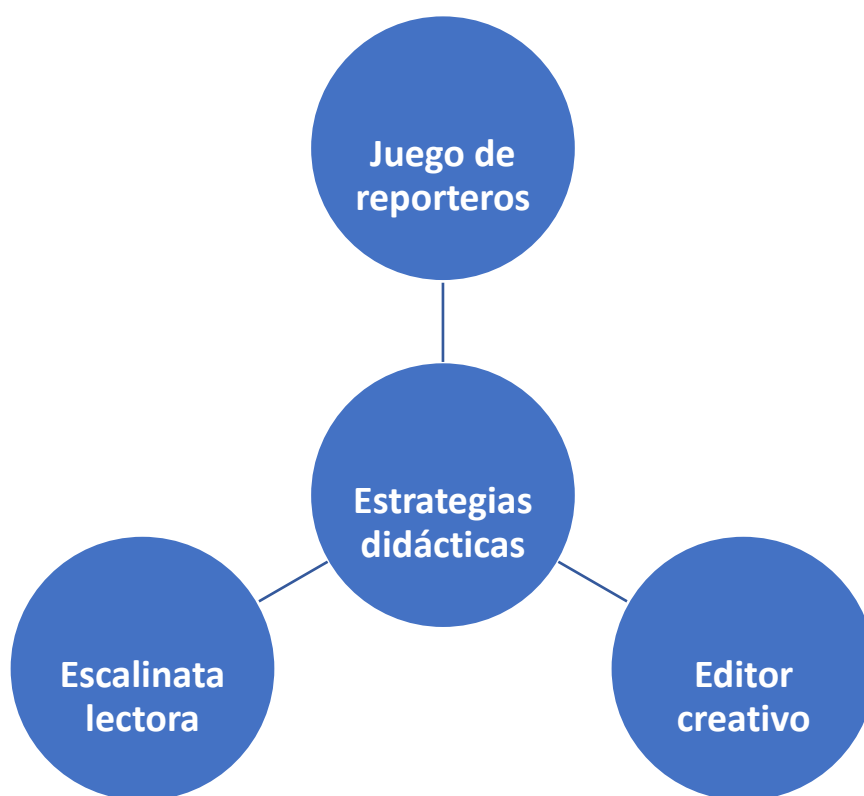 Juego de
reporteros
Estrategias
didácticas
Escalinata
lectora
Editor
creativo